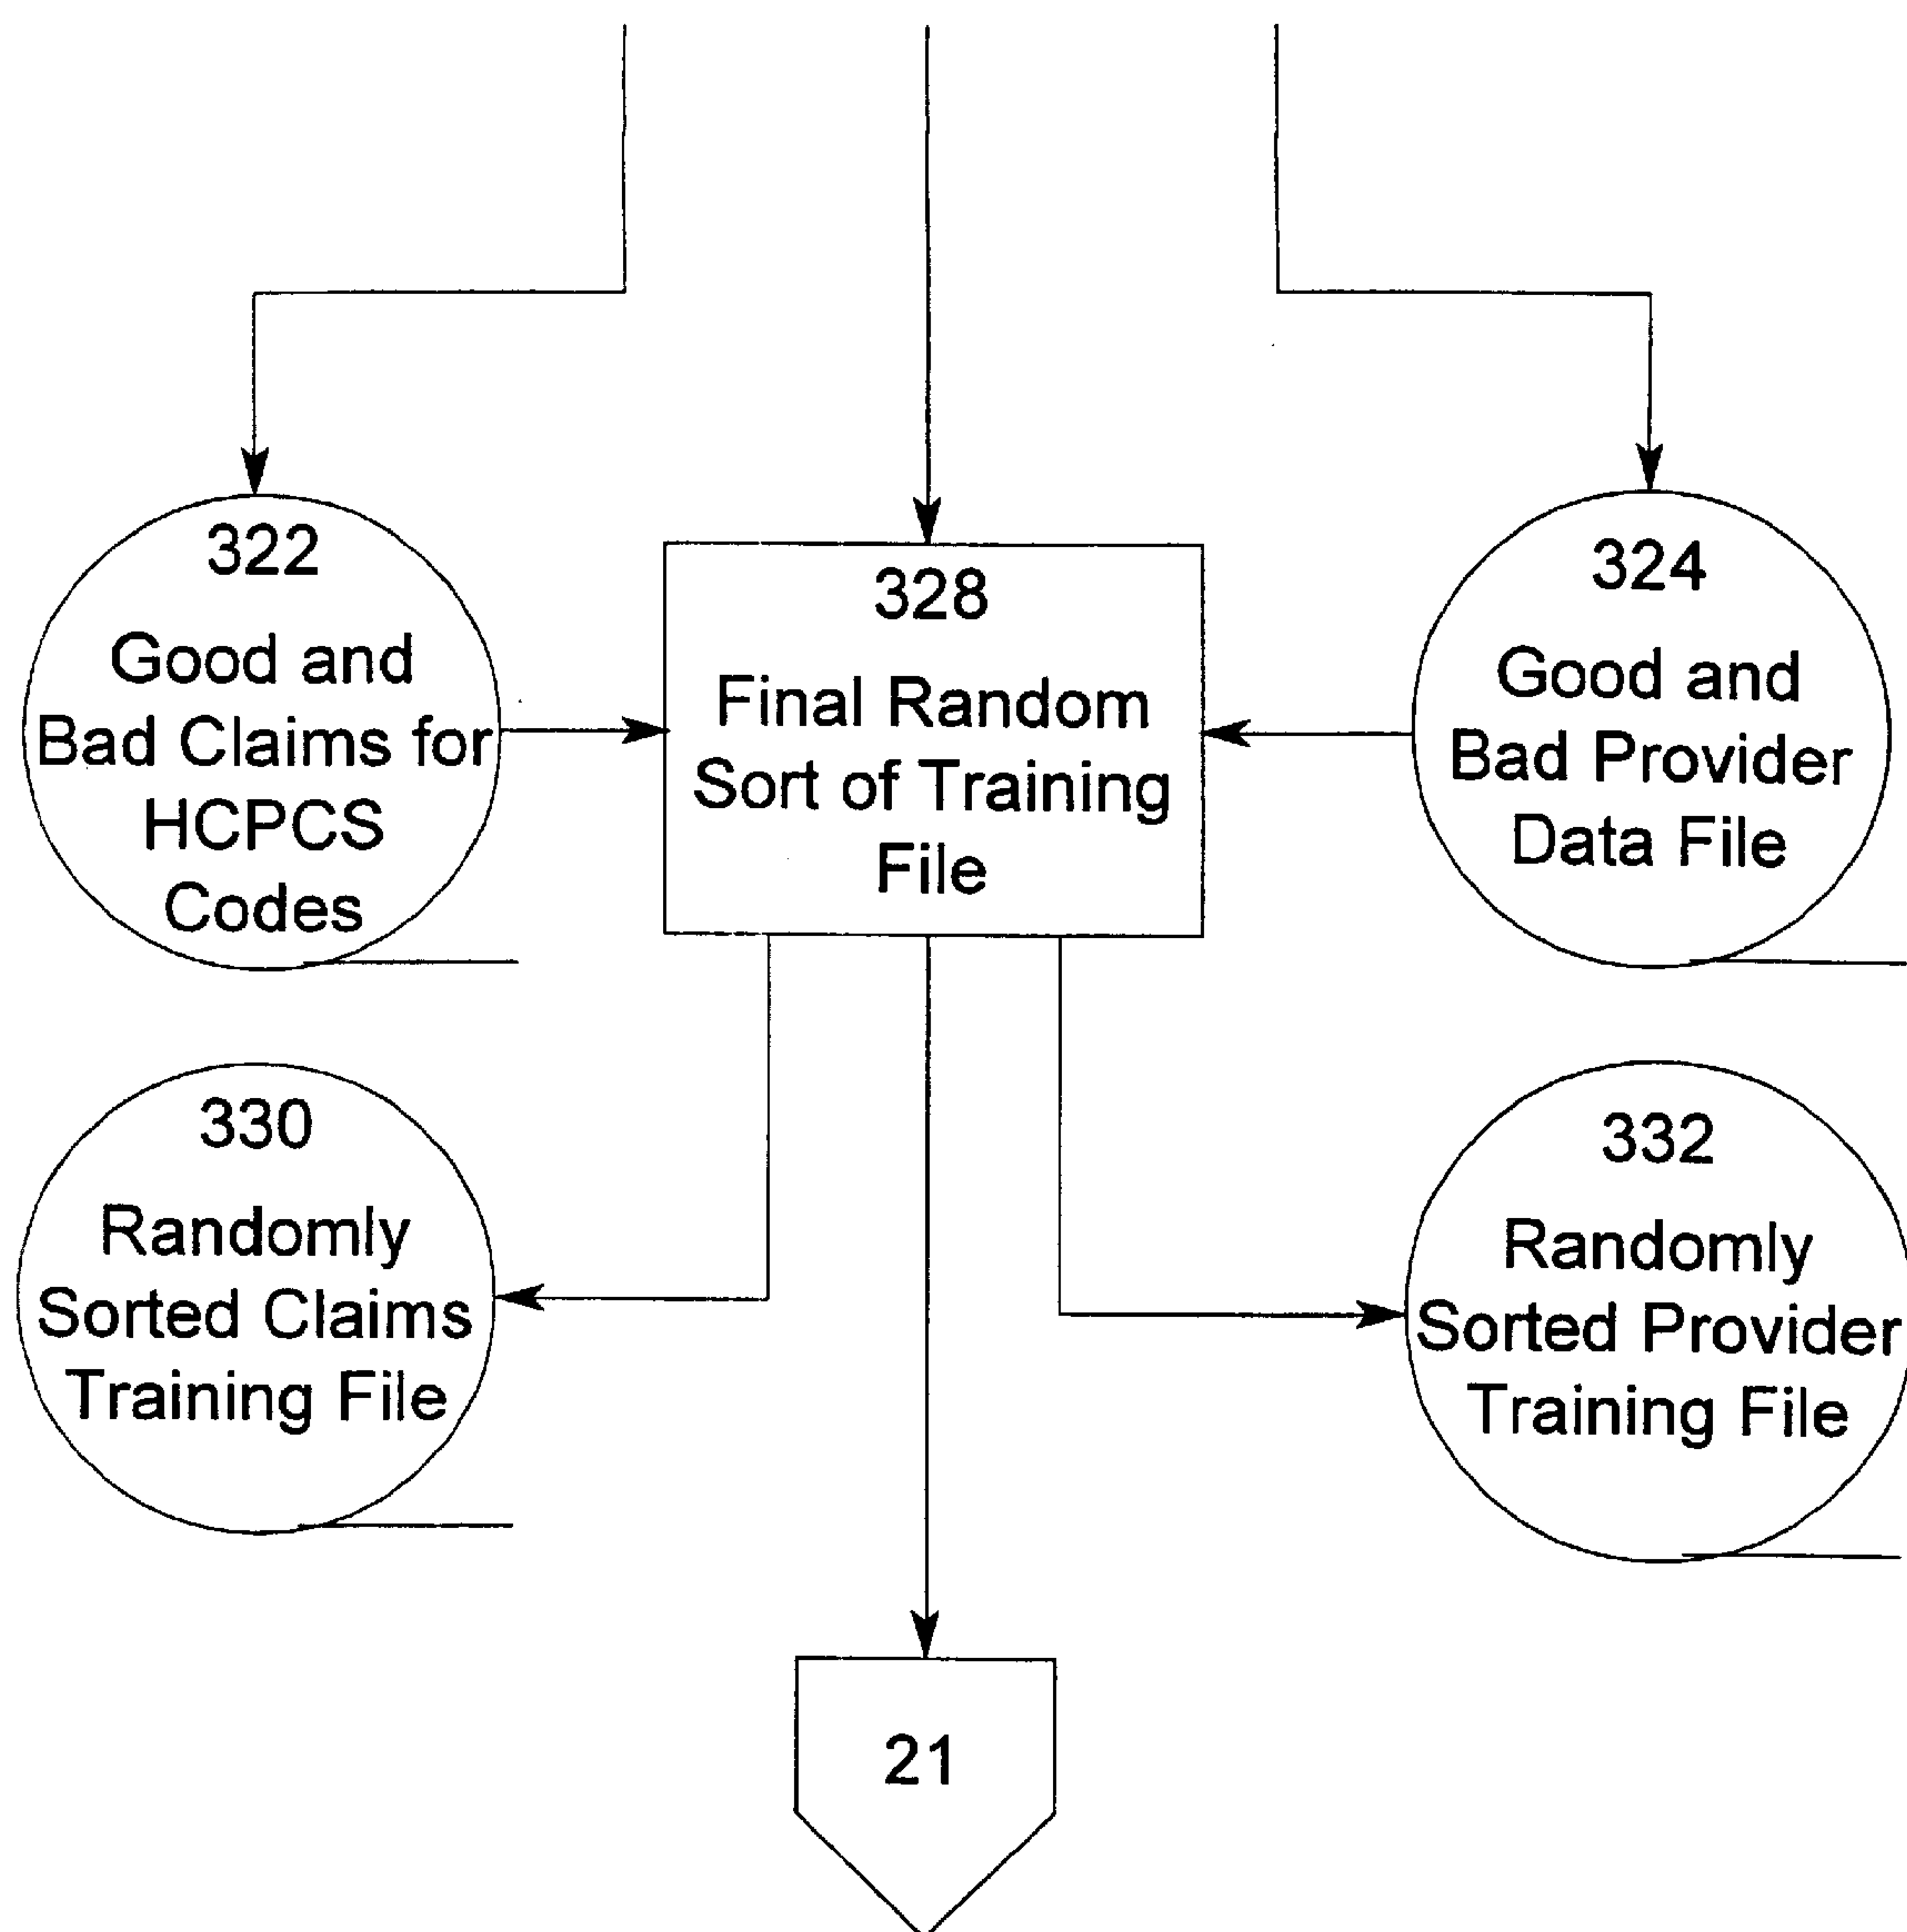 322
Good and
Bad Claims for
HCPCS
Codes
328
Final Random
Sort of Training
File
324
Good and
Bad Provider
Data File
330
Randomly
Sorted Claims
Training File
332
Randomly
Sorted Provider
Training File
21